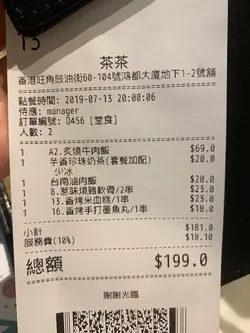 13
茶茶
香港旺角豉油街60-104號鴻都大廈地下1-2號舖
點餐時間: 2019-07-13 20:00:06
侍應: manager
訂單編號: D456 [堂食]
人數: 2
1 A2.炙燒牛肉飯 $69.0
1 芋香珍珠奶茶(套餐加配) $20.0
少冰
1 台南滷肉飯 $28.0
1 8.惹味燒雞軟骨/2串 $23.0
1 13.香烤米血糕/1串 $23.0
1 16.香烤手打墨魚丸/1串 $18.0
小計 $181.0
服務費(10%) $18.10
總額 $199.0
謝謝光臨